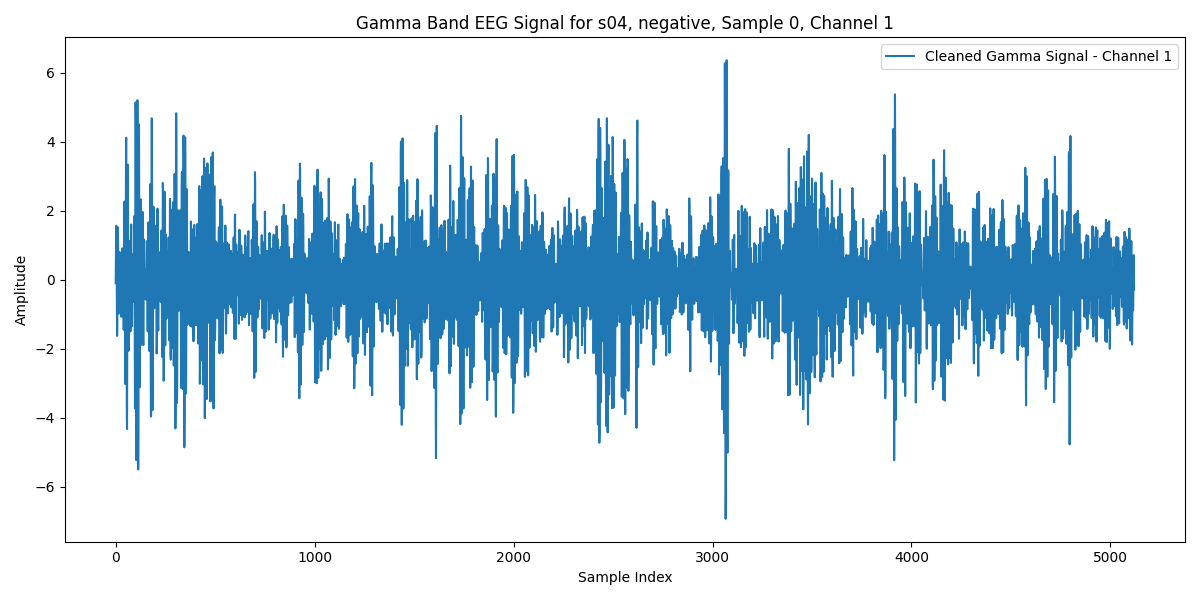 Gamma Band EEG Signal for s04, negative, Sample 0, Channel 1
Cleaned Gamma Signal - Channel 1
6
4
2
0
−2
−4
−6
Amplitude
0 1000 2000 3000 4000 5000
Sample Index